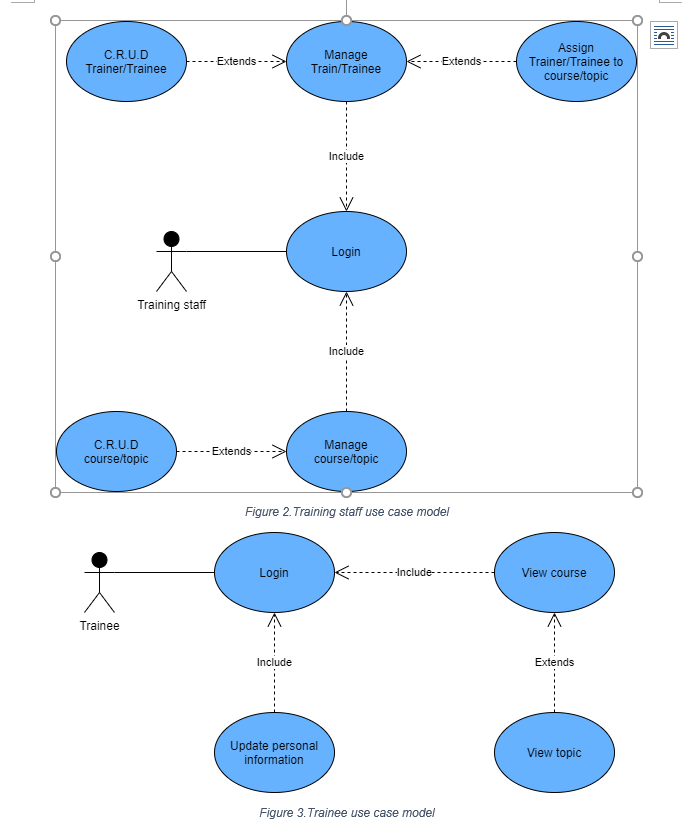 C.R.U.D
Trainer/Trainee
Extends
Manage
Train/Trainee
Extends
Assign
Trainer/Trainee to
course/topic
Include
Login
Training staff
Include
C.R.U.D
course/topic
Extends
Manage
course/topic
Figure 2.Training staff use case model
Trainee
Login
Include
View course
Include
Extends
Update personal
information
View topic
Figure 3.Trainee use case model